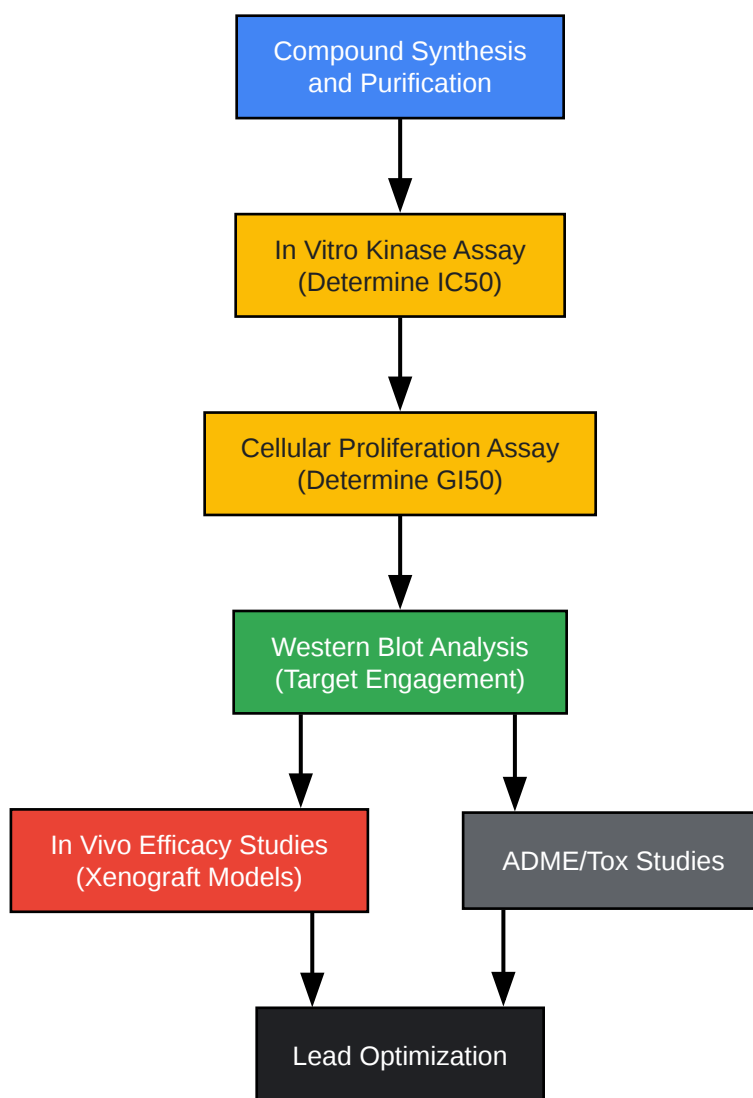 Compound Synthesis
and Purification
In Vitro Kinase Assay
(Determine IC50)
Cellular Proliferation Assay
(Determine GI50)
Western Blot Analysis
(Target Engagement)
In Vivo Efficacy Studies
(Xenograft Models)
ADME/Tox Studies
Lead Optimization